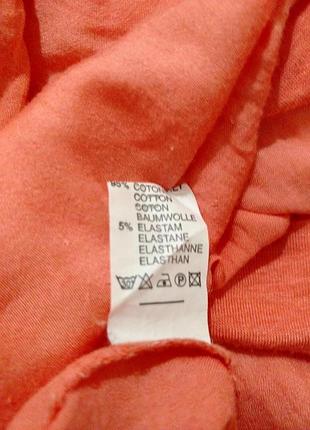 95% COTONE
COTTON
COTON
BAUMWOLLE
5% ELASTAM
ELASTANE
ELASTHANNE
ELASTHAN
P